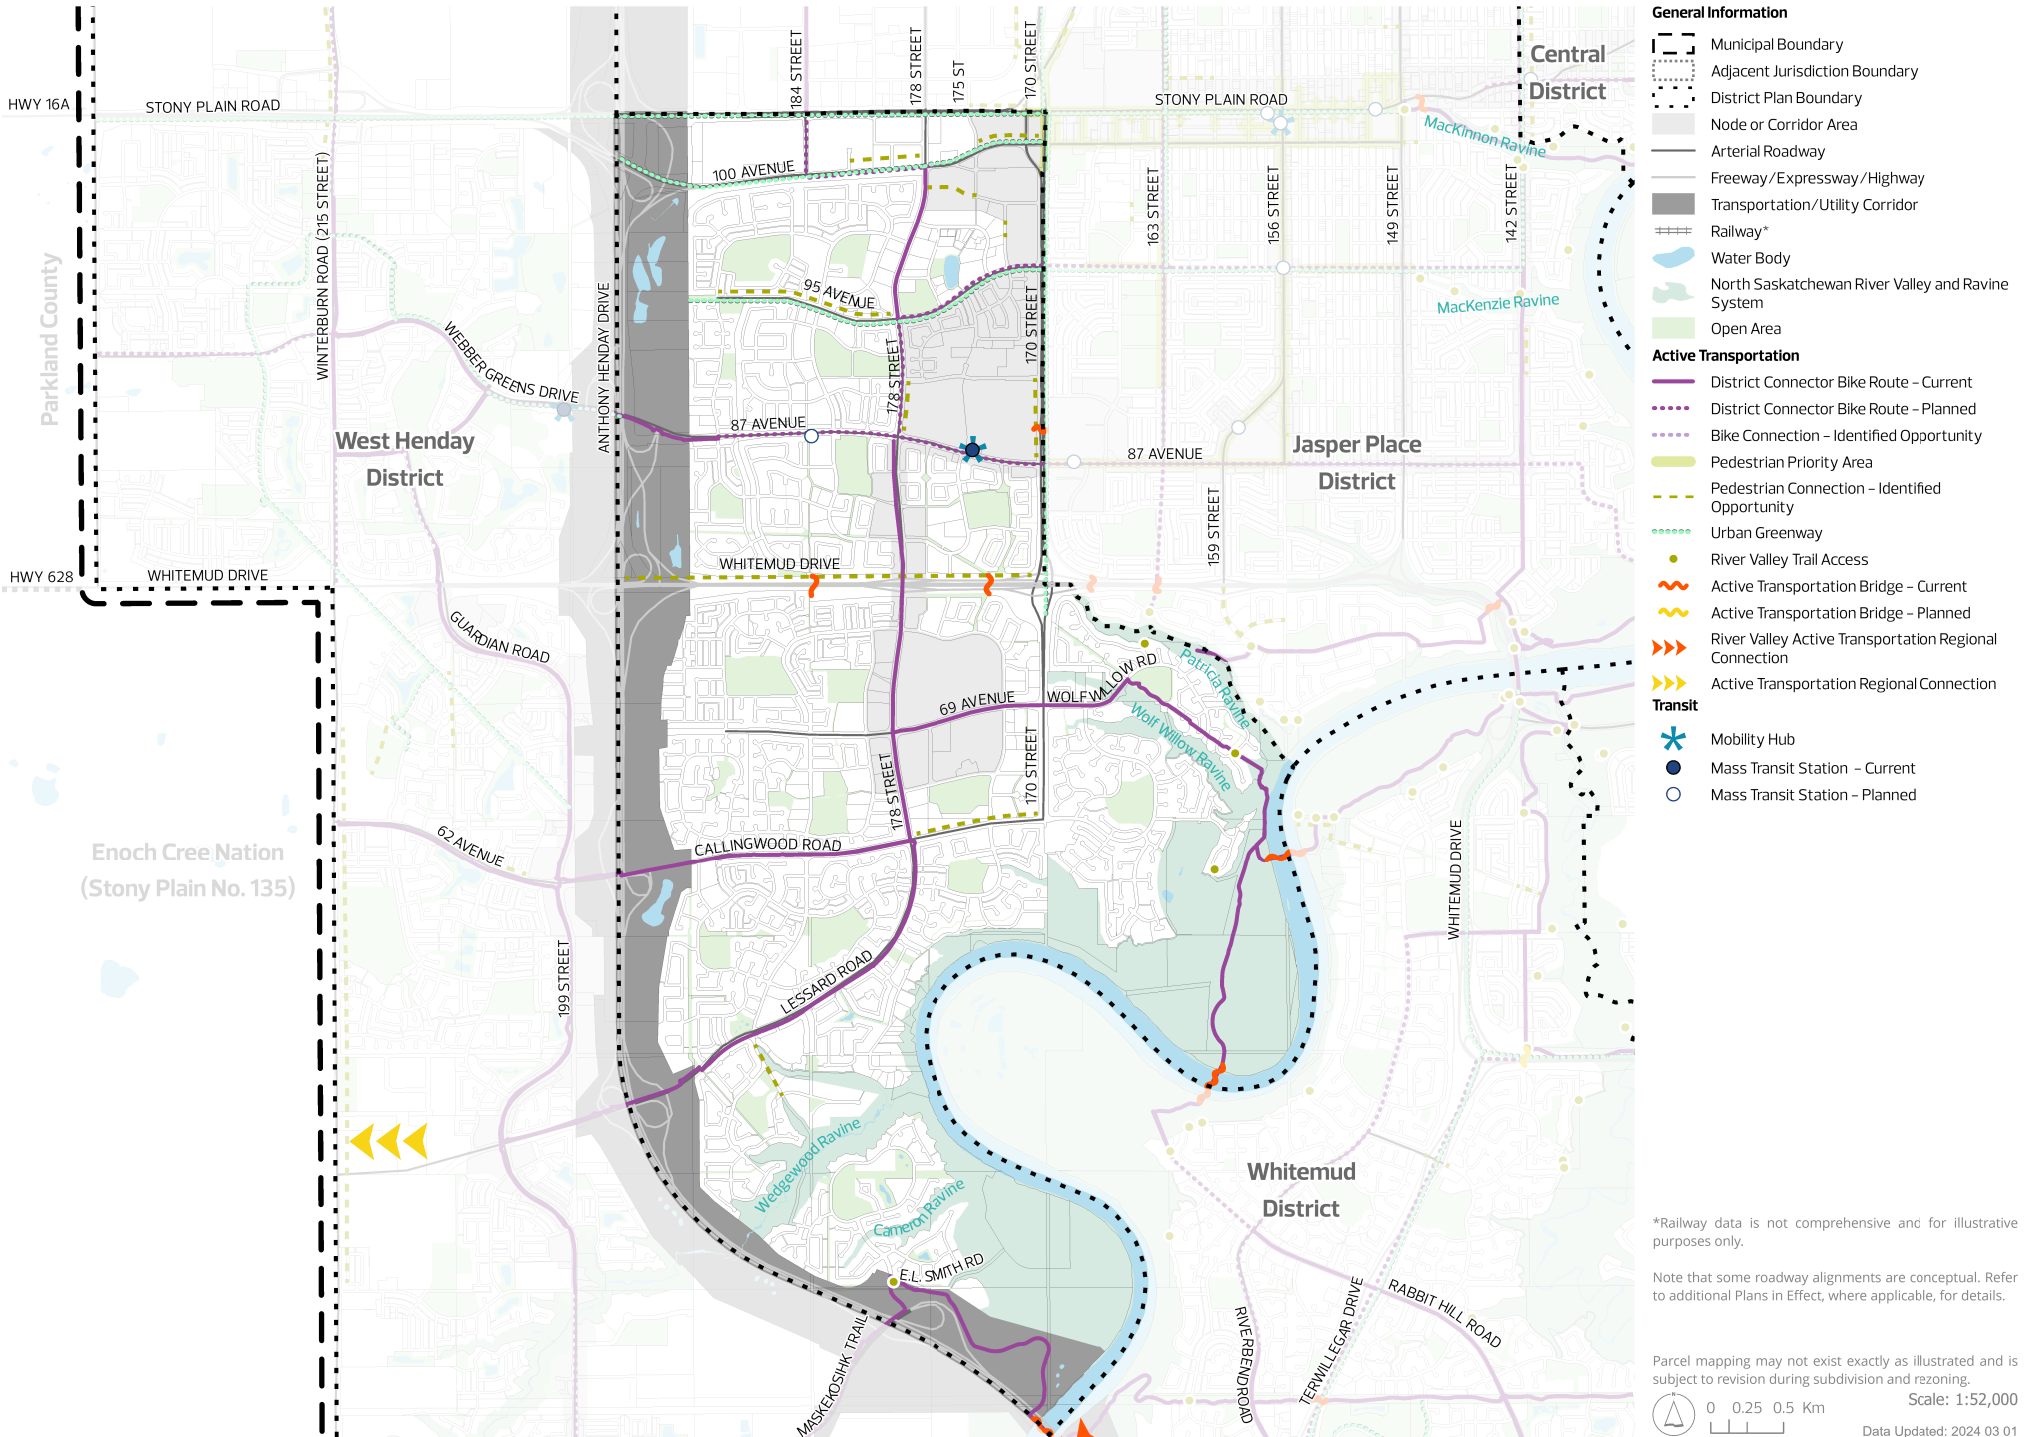 General Information
Municipal Boundary
Adjacent Jurisdiction Boundary
District Plan Boundary
Node or Corridor Area
Arterial Roadway
Freeway/Expressway/Highway
Transportation/Utility Corridor
Railway*
Water Body
North Saskatchewan River Valley and Ravine
System
Open Area
Active Transportation
District Connector Bike Route – Current
District Connector Bike Route – Planned
Bike Connection – Identified Opportunity
Pedestrian Priority Area
Pedestrian Connection – Identified
Opportunity
Urban Greenway
River Valley Trail Access
Active Transportation Bridge – Current
Active Transportation Bridge – Planned
River Valley Active Transportation Regional
Connection
Active Transportation Regional Connection
Transit
Mobility Hub
Mass Transit Station – Current
Mass Transit Station – Planned
*Railway data is not comprehensive and for illustrative
purposes only.
Note that some roadway alignments are conceptual. Refer
to additional Plans in Effect, where applicable, for details.
Parcel mapping may not exist exactly as illustrated and is
subject to revision during subdivision and rezoning.
N
0 0.25 0.5 Km
Scale: 1:52,000
Data Updated: 2024 03 01
HWY 16A
STONY PLAIN ROAD
184 STREET
178 STREET
175 ST
170 STREET
STONY PLAIN ROAD
Central
District
MacKinnon Ravine
100 AVENUE
WINTERBURN ROAD (215 STREET)
163 STREET
156 STREET
149 STREET
142 STREET
Parkland County
95 AVENUE
MacKenzie Ravine
WEBBER GREENS DRIVE
ANTHONY HENDAY DRIVE
178 STREET
170 STREET
87 AVENUE
West Henday
District
87 AVENUE
Jasper Place
District
159 STREET
HWY 628
WHITEMUD DRIVE
WHITEMUD DRIVE
GUARDIAN ROAD
Patricia Ravine
69 AVENUE
WOLF WILLOW RD
Wolf Willow Ravine
178 STREET
170 STREET
62 AVENUE
CALLINGWOOD ROAD
Enoch Cree Nation
(Stony Plain No. 135)
WHITEMUD DRIVE
199 STREET
LESSARD ROAD
Wedgewood Ravine
Cameron Ravine
Whitemud
District
E.L. SMITH RD
MASKEKOSIHK TRAIL
RIVERBEND ROAD
TERWILLEGAR DRIVE
RABBIT HILL ROAD